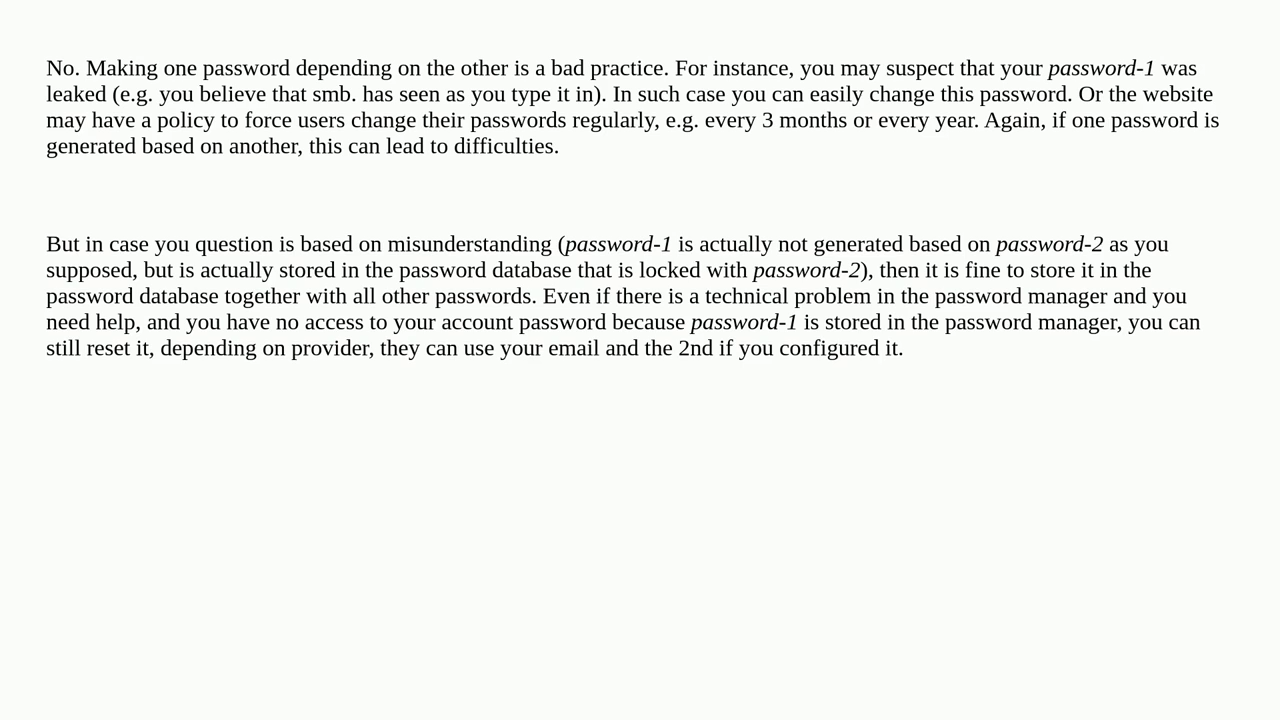 No. Making one password depending on the other is a bad practice. For instance, you may suspect that your password-1 was
leaked (e.g. you believe that smb. has seen as you type it in). In such case you can easily change this password. Or the website
may have a policy to force users change their passwords regularly, e.g. every 3 months or every year. Again, if one password is
generated based on another, this can lead to difficulties.
But in case you question is based on misunderstanding (password-1 is actually not generated based on password-2 as you
supposed, but is actually stored in the password database that is locked with password-2), then it is fine to store it in the
password database together with all other passwords. Even if there is a technical problem in the password manager and you
need help, and you have no access to your account password because password-1 is stored in the password manager, you can
still reset it, depending on provider, they can use your email and the 2nd if you configured it.